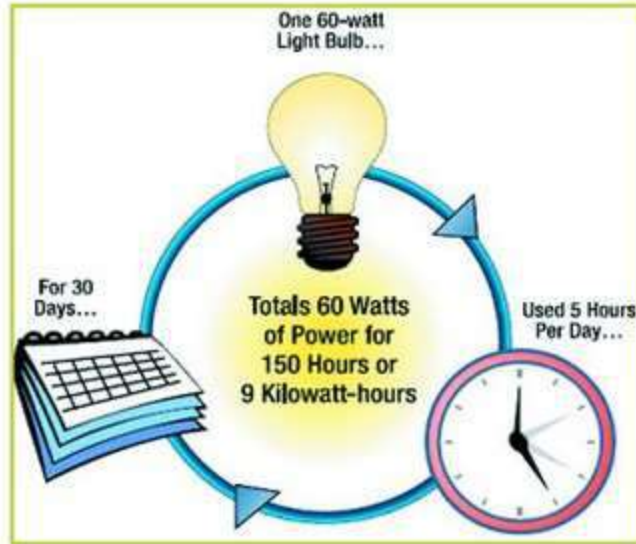 One 60-watt
Light Bulb...
Used 5 Hours
Per Day...
For 30
Days...
Totals 60 Watts
of Power for
150 Hours or
9 Kilowatt-hours